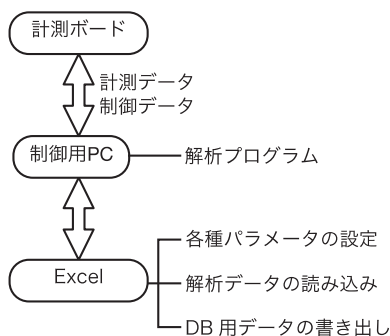 計測ボード
計測データ
制御データ
制御用PC
解析プログラム
各種パラメータの設定
Excel
解析データの読み込み
DB 用データの書き出し